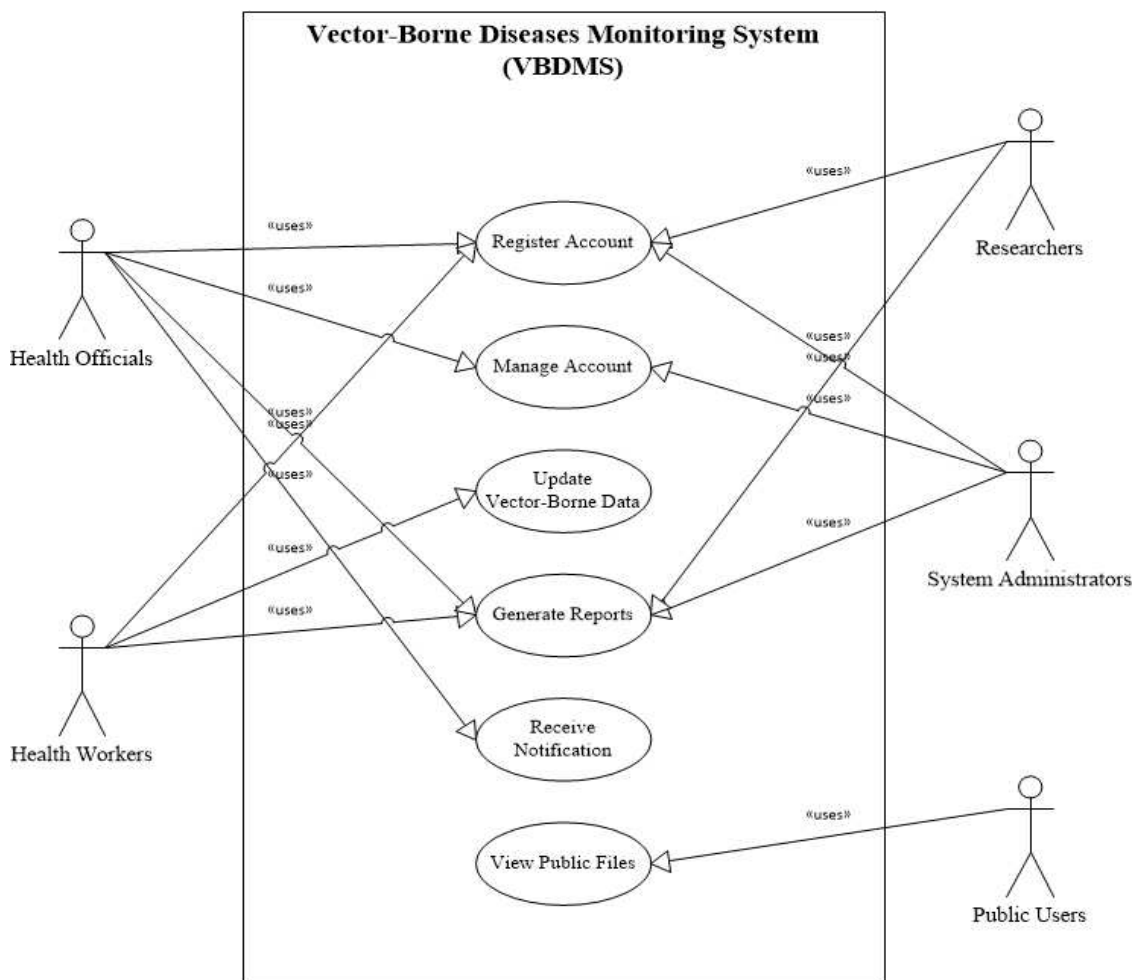 Vector-Borne Diseases Monitoring System
(VBDMS)
«uses»
«uses»
Register Account
Researchers
«uses»
Health Officials
«uses»
Manage Account
«uses»
«uses»
«uses»
«uses»
«uses»
«uses»
Update
Vector-Borne Data
«uses»
«uses»
System Administrators
«uses»
Generate Reports
Health Workers
Receive
Notification
«uses»
View Public Files
Public Users